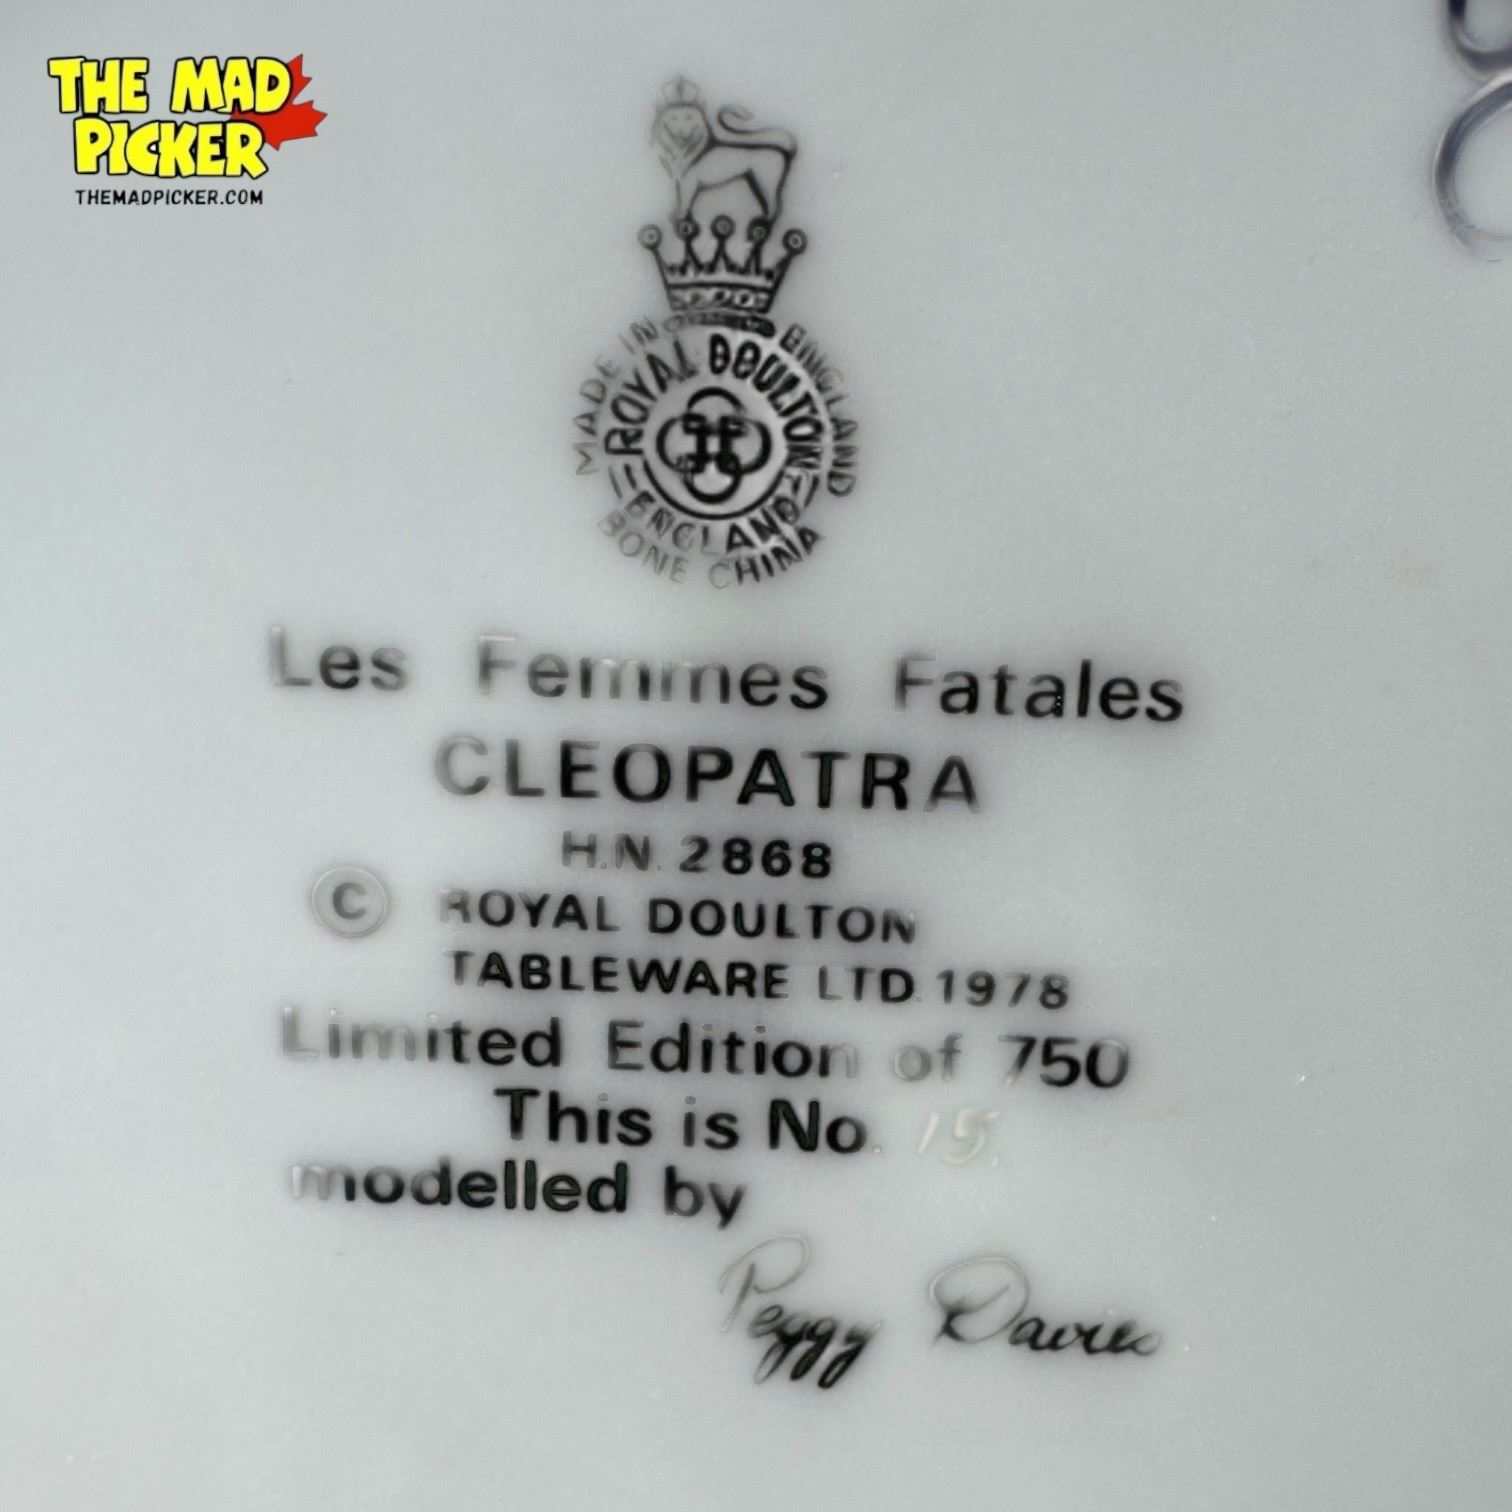 THE MAD
PICKER
THEMADPICKER.COM
MADE IN ENGLAND
ROYAL DOULTON
ENGLAND
BONE CHINA
Les Femmes Fatales
CLEOPATRA
H.N. 2868
© ROYAL DOULTON
TABLEWARE LTD. 1978
Limited Edition of 750
This is No. 15.
modelled by
Peggy Davies